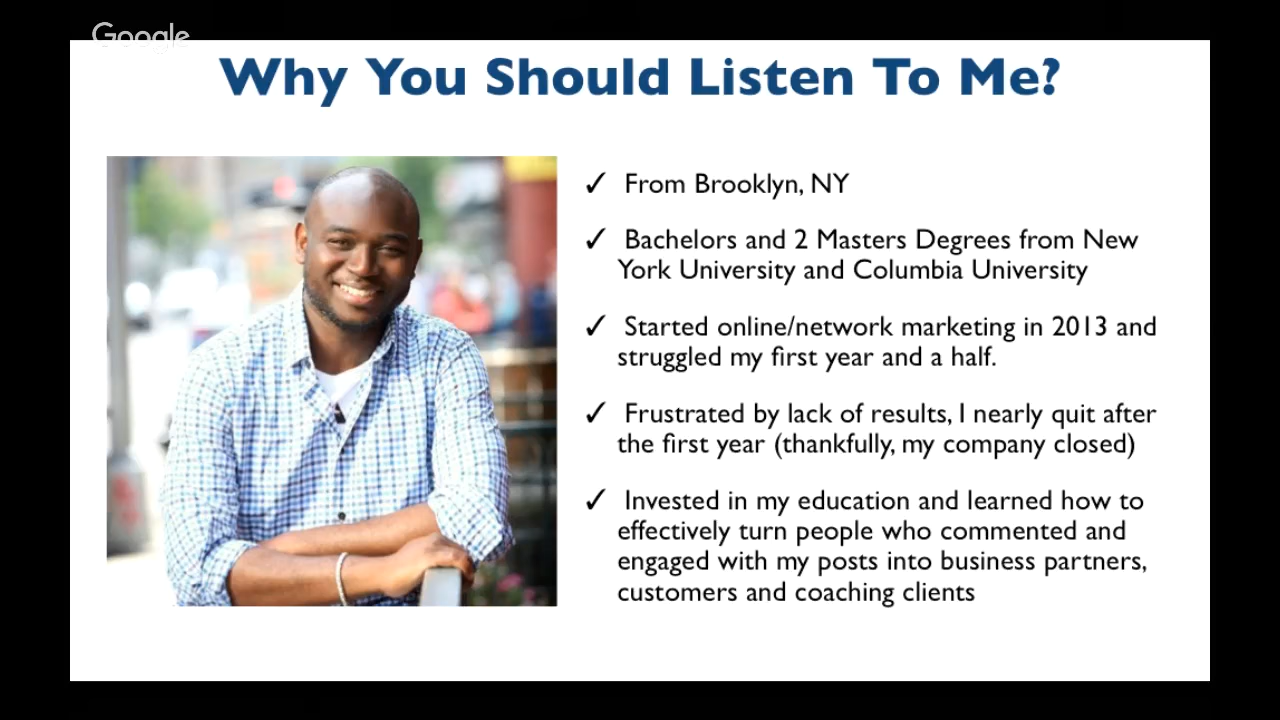 Google
Why You Should Listen To Me?
✓ From Brooklyn, NY
✓ Bachelors and 2 Masters Degrees from New
York University and Columbia University
✓ Started online/network marketing in 2013 and
struggled my first year and a half.
✓ Frustrated by lack of results, I nearly quit after
the first year (thankfully, my company closed)
✓ Invested in my education and learned how to
effectively turn people who commented and
engaged with my posts into business partners,
customers and coaching clients